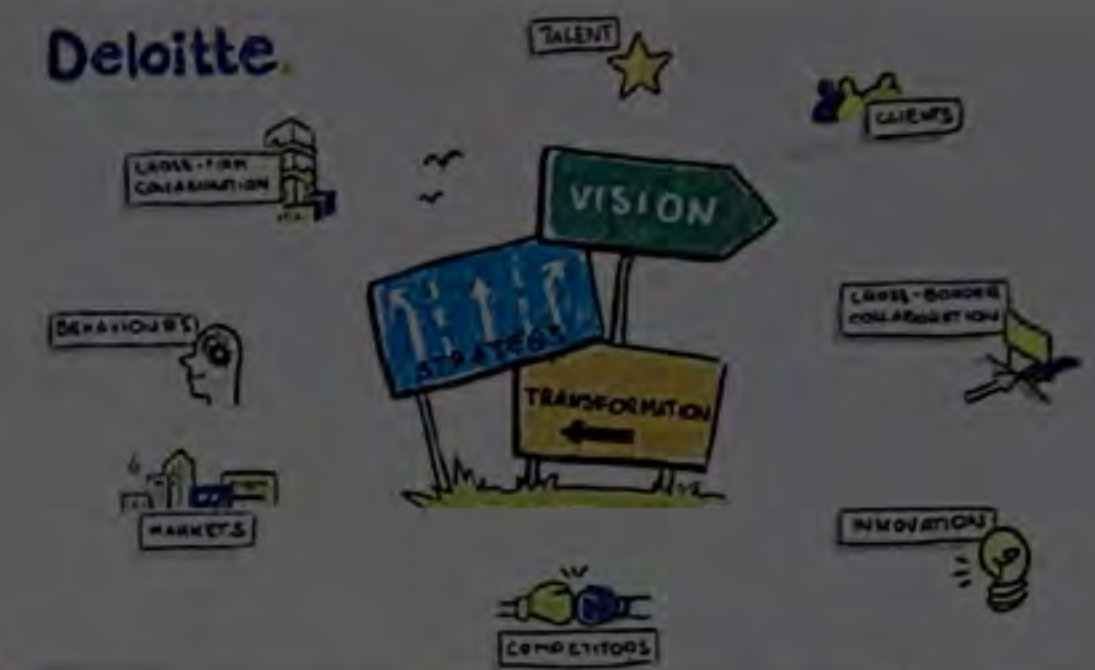 Deloitte.
TALENT
CLIENTS
CROSS-FIRM
COLLABORATION
VISION
STRATEGY
TRANSFORMATION
CROSS-BORDER
COLLABORATION
BEHAVIOURS
MARKETS
INNOVATION
COMPETITORS